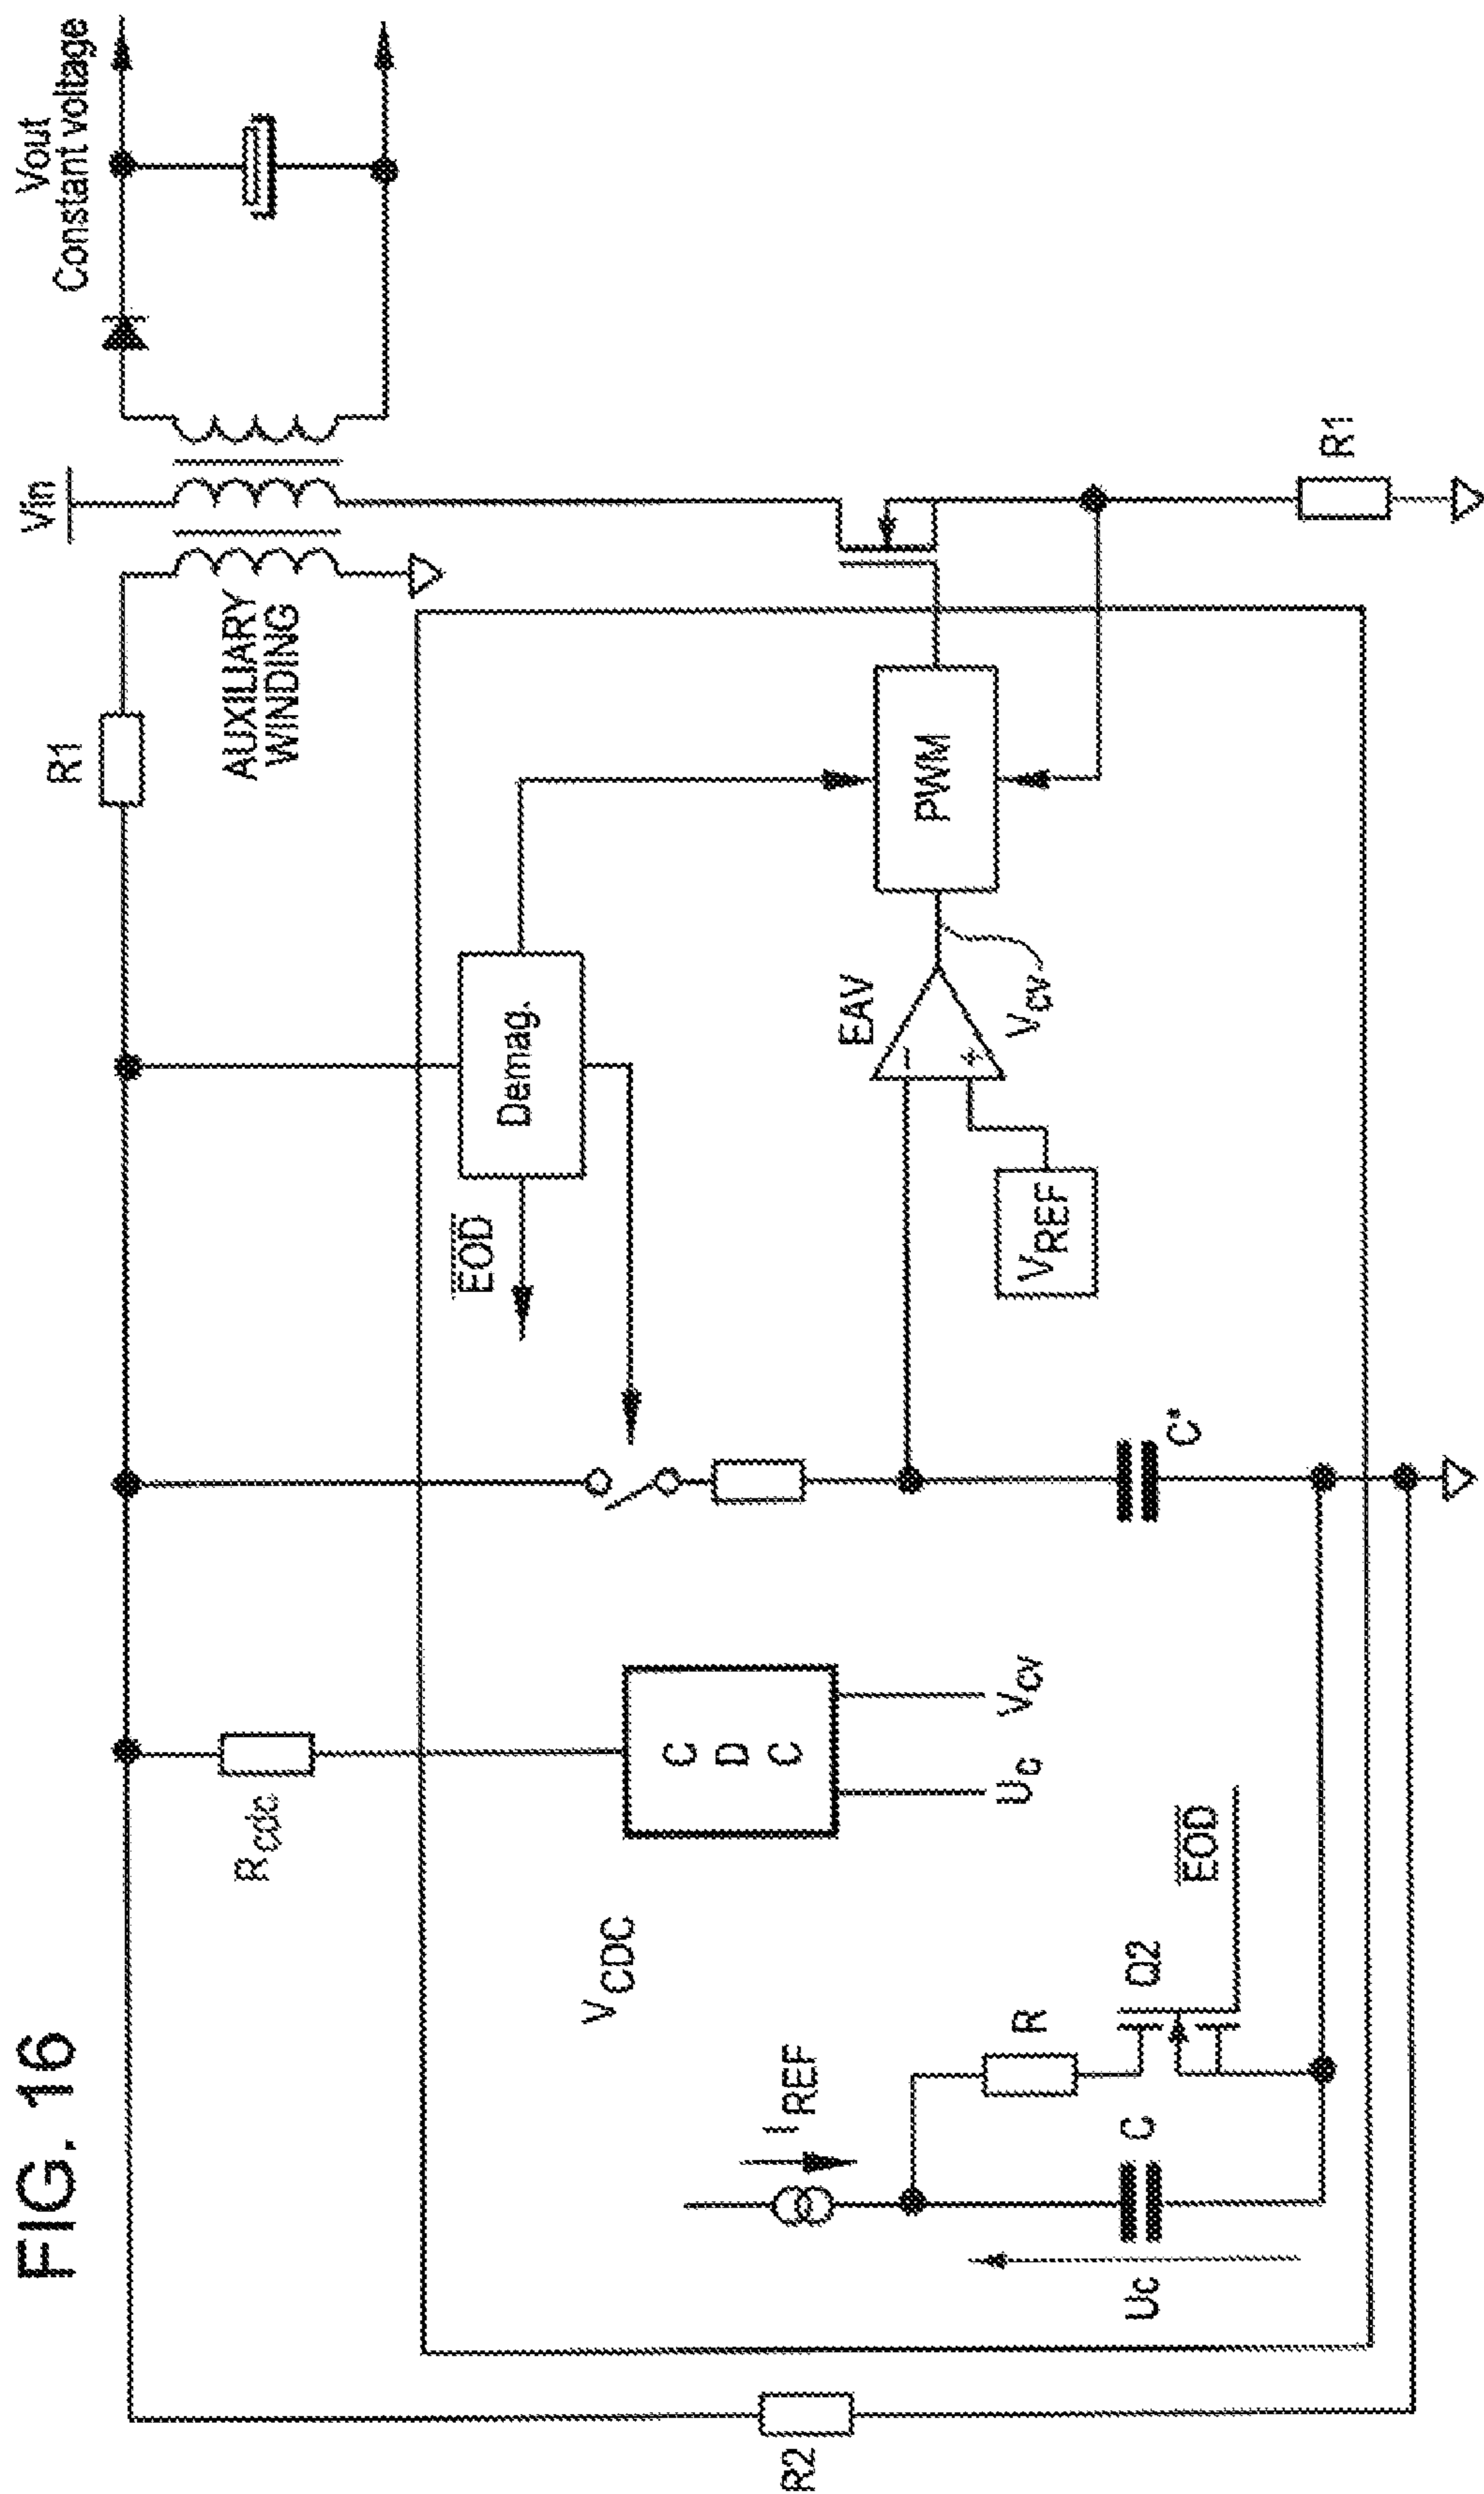 FIG. 16
Vout
Constant voltage
Vin
R1
AUXILIARY
WINDING
Demag.
EOD
Rcdc
CDC
VCDC
Uc
Vcv
IREF
R
C
Uc
Q2
EOD
R2
C*
VREF
EAV
-
+
Vcv
PWM
R1